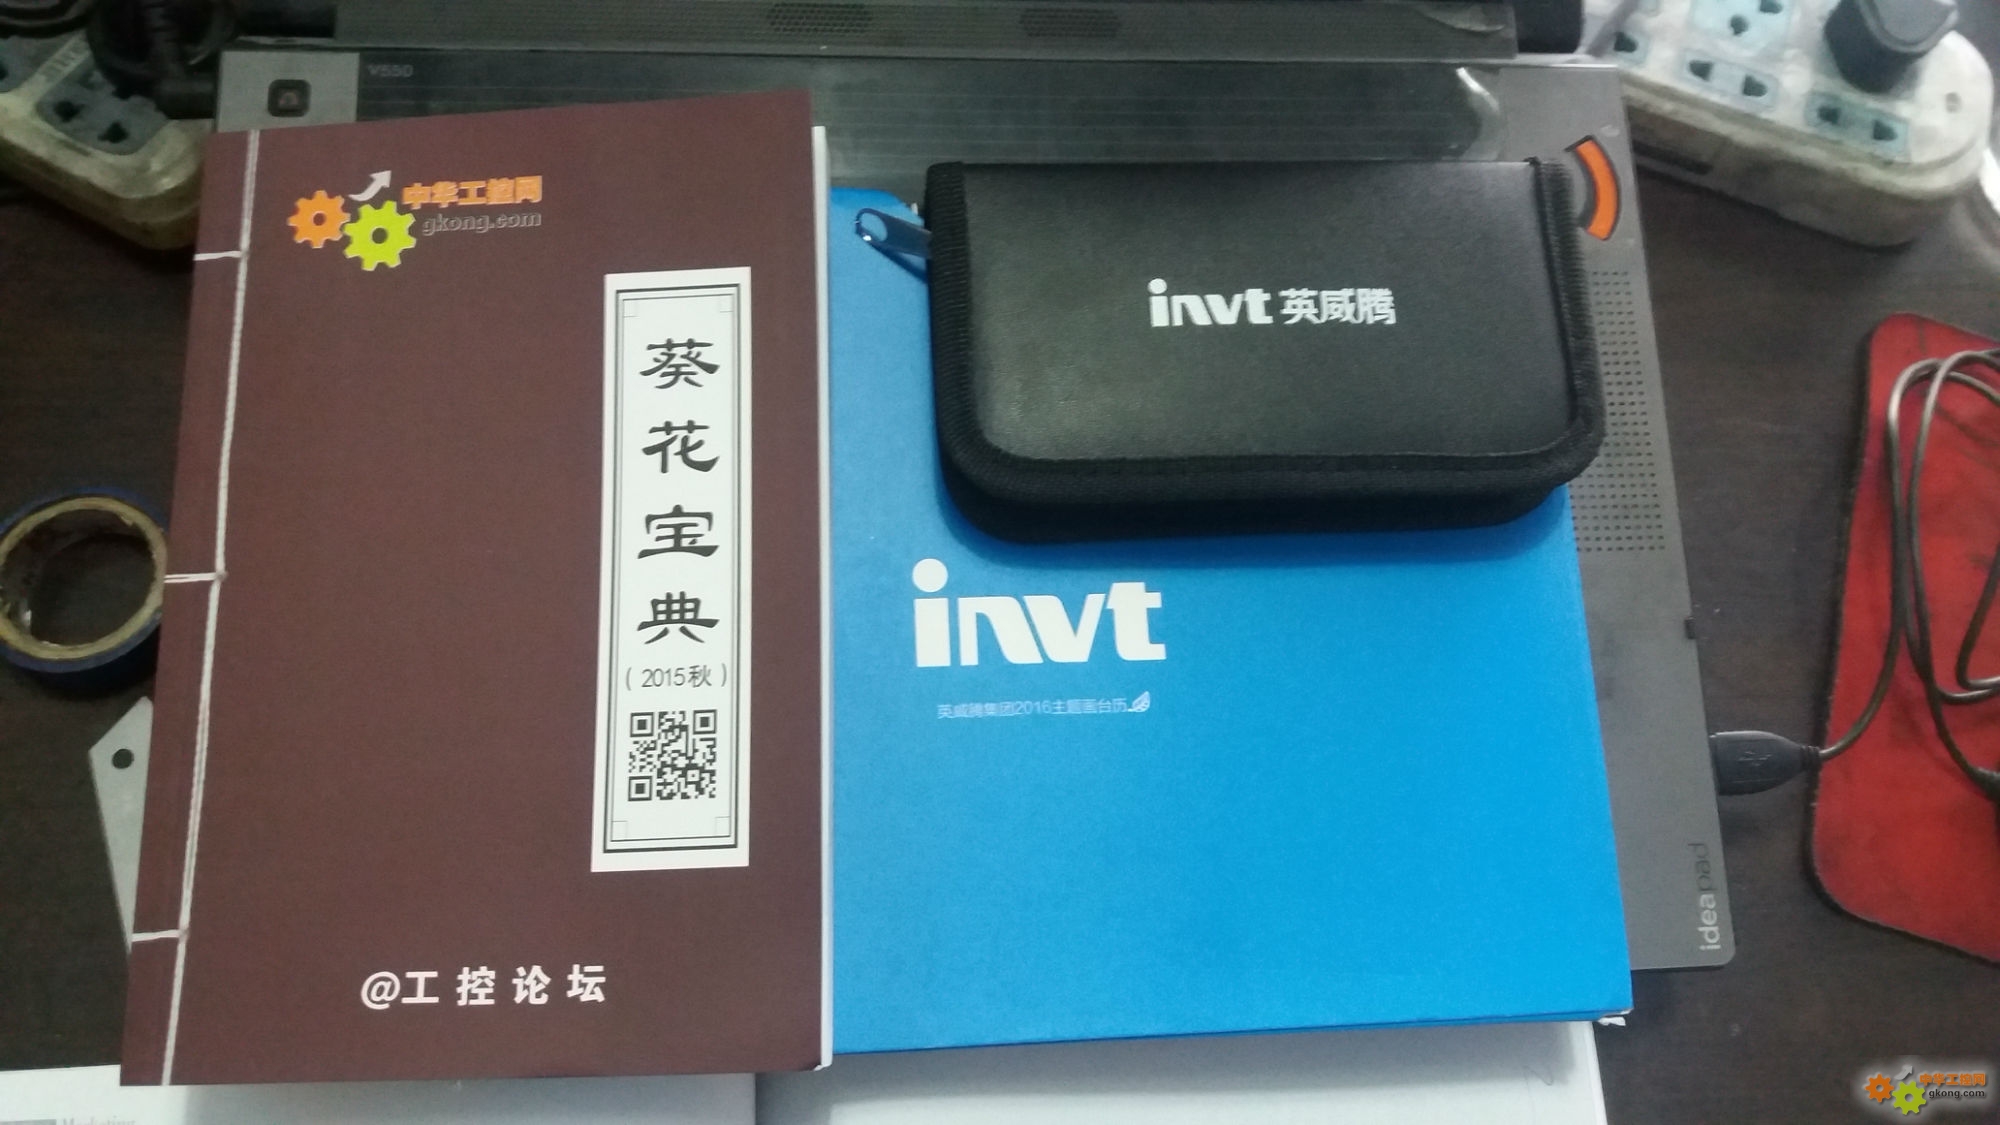 V550
中华工控网
gkong.com
葵花宝典
(2015秋)
@工控论坛
invt 英威腾
invt
英威腾集团2016主题画台历
ideapad
Marketing
中华工控网
gkong.com